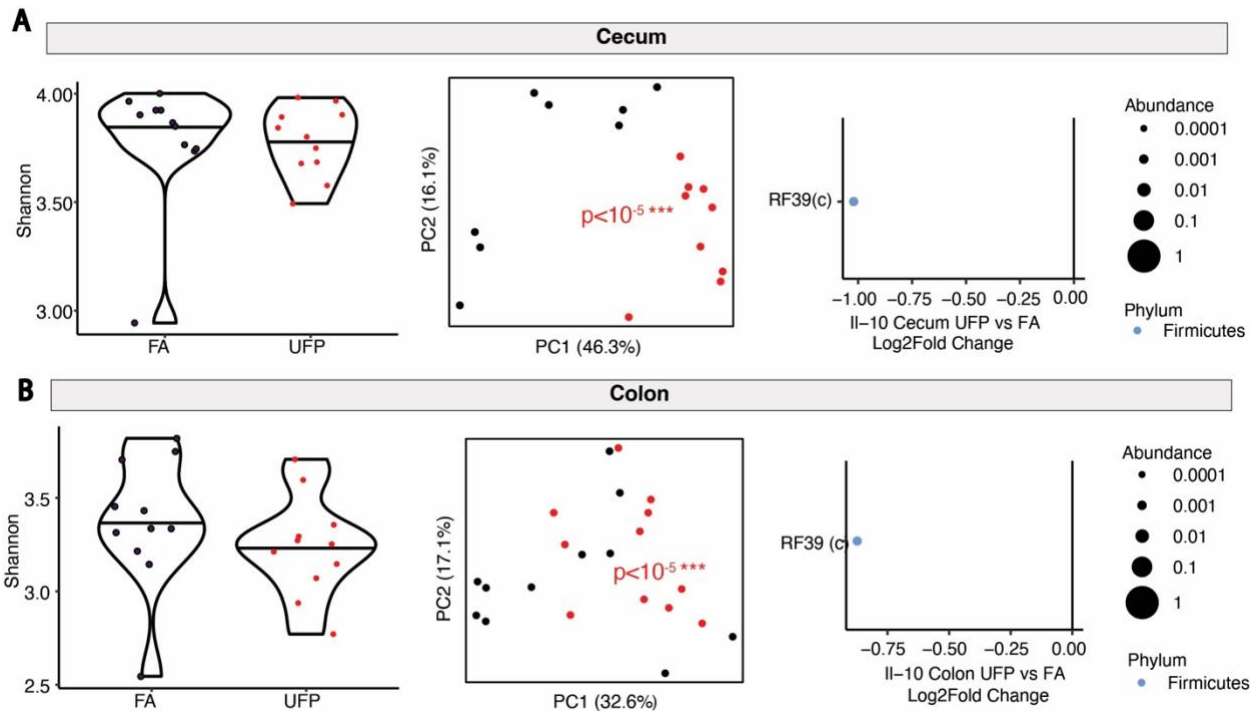 A
Cecum
Shannon
4.00
3.50
3.00
FA
UFP
PC2 (16.1%)
p<10-5 ***
PC1 (46.3%)
RF39(c)
−1.00
−0.75
−0.50
−0.25
0.00
Il−10 Cecum UFP vs FA
Log2Fold Change
Abundance
0.0001
0.001
0.01
0.1
1
Phylum
Firmicutes
B
Colon
Shannon
3.5
3.0
2.5
FA
UFP
PC2 (17.1%)
p<10-5 ***
PC1 (32.6%)
RF39 (c)
−0.75
−0.50
−0.25
0.00
Il−10 Colon UFP vs FA
Log2Fold Change
Abundance
0.0001
0.001
0.01
0.1
1
Phylum
Firmicutes